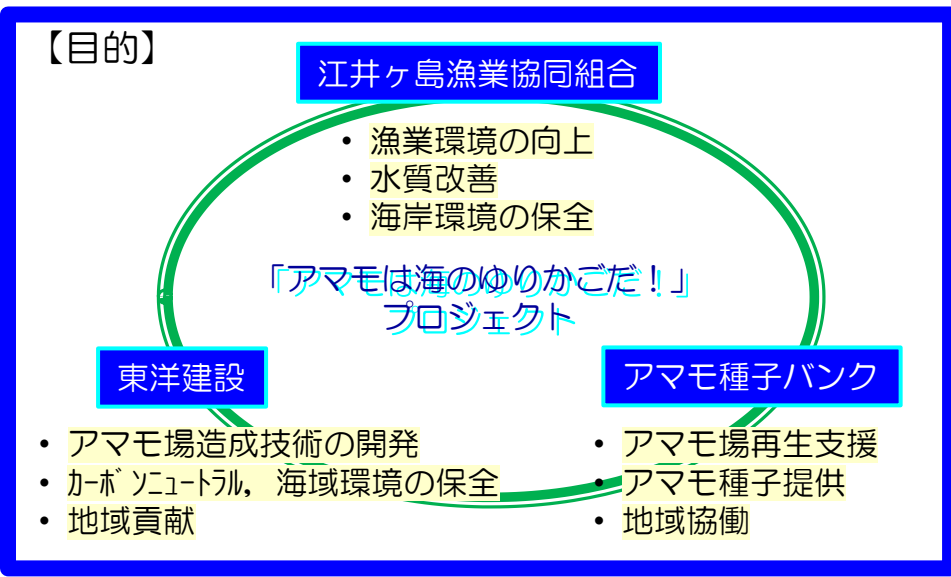 【目的】
江井ヶ島漁業協同組合
• 漁業環境の向上
• 水質改善
• 海岸環境の保全
「アマモは海のゆりかごだ！」
プロジェクト
東洋建設
• アマモ場造成技術の開発
• ｶｰﾎﾞﾝﾆｭｰﾄﾗﾙ，海域環境の保全
• 地域貢献
アマモ種子バンク
• アマモ場再生支援
• アマモ種子提供
• 地域協働